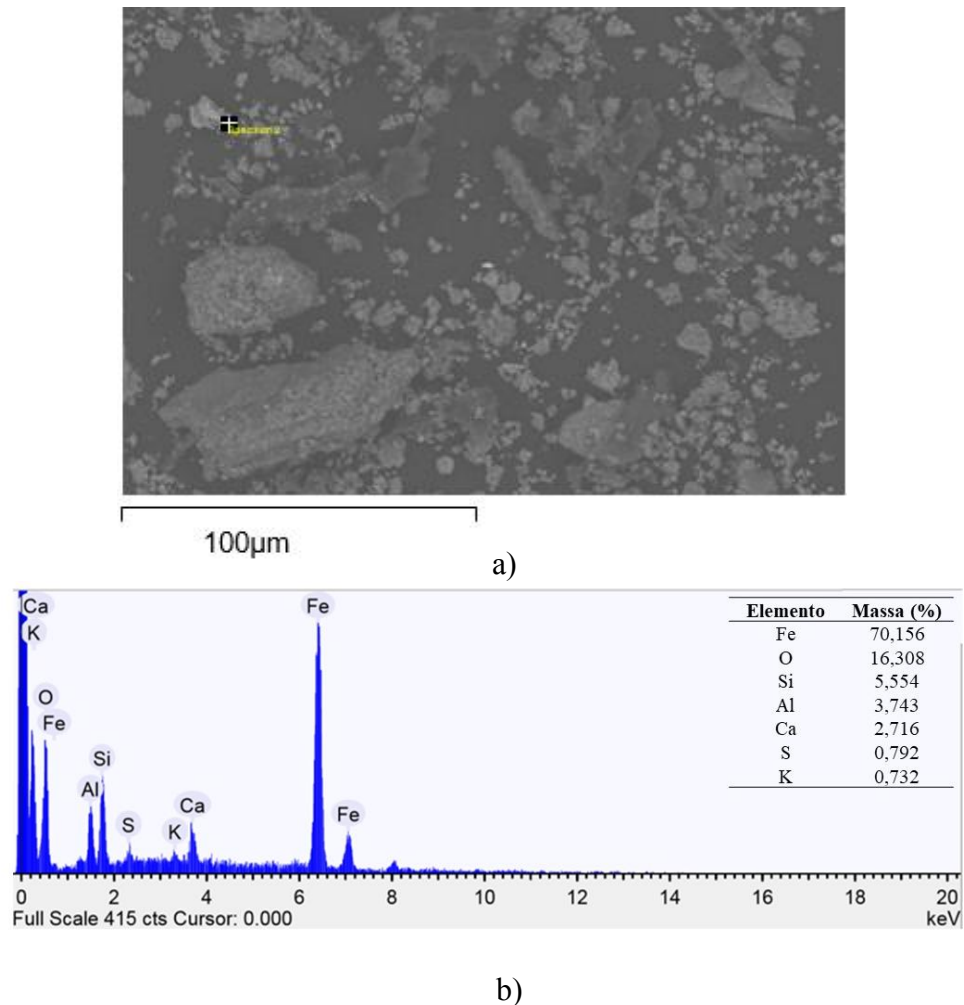 100µm
a)
Ca
K
O
Fe
Al
Si
S
K
Ca
Fe
Fe
Elemento Massa (%)
Fe 70,156
O 16,308
Si 5,554
Al 3,743
Ca 2,716
S 0,792
K 0,732
0 2 4 6 8 10 12 14 16 18 20
Full Scale 415 cts Cursor: 0.000 keV
b)